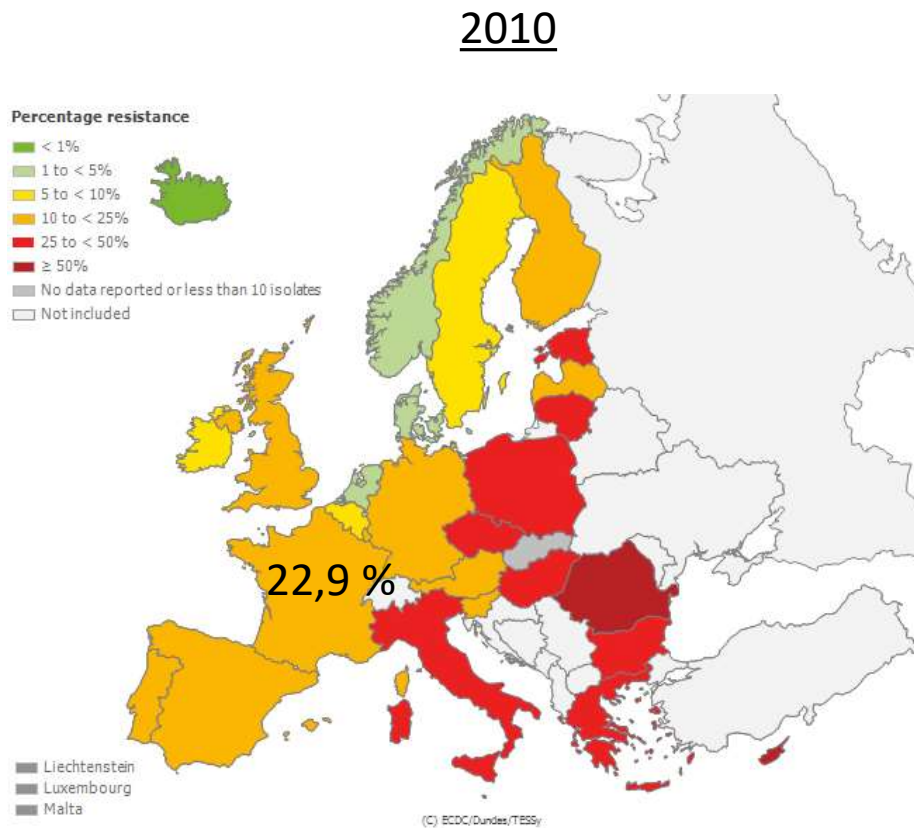 2010
Percentage resistance
< 1%
1 to < 5%
5 to < 10%
10 to < 25%
25 to < 50%
≥ 50%
No data reported or less than 10 isolates
Not included
22,9 %
Liechtenstein
Luxembourg
Malta
(C) ECDC/Dundas/TESSy